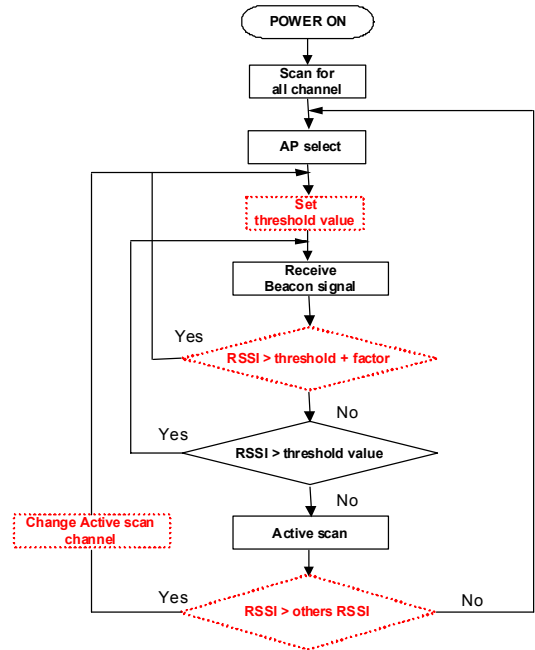 POWER ON
Scan for
all channel
AP select
Set
threshold value
Receive
Beacon signal
Yes
RSSI > threshold + factor
No
Yes
RSSI > threshold value
No
Change Active scan
channel
Active scan
Yes
RSSI > others RSSI
No